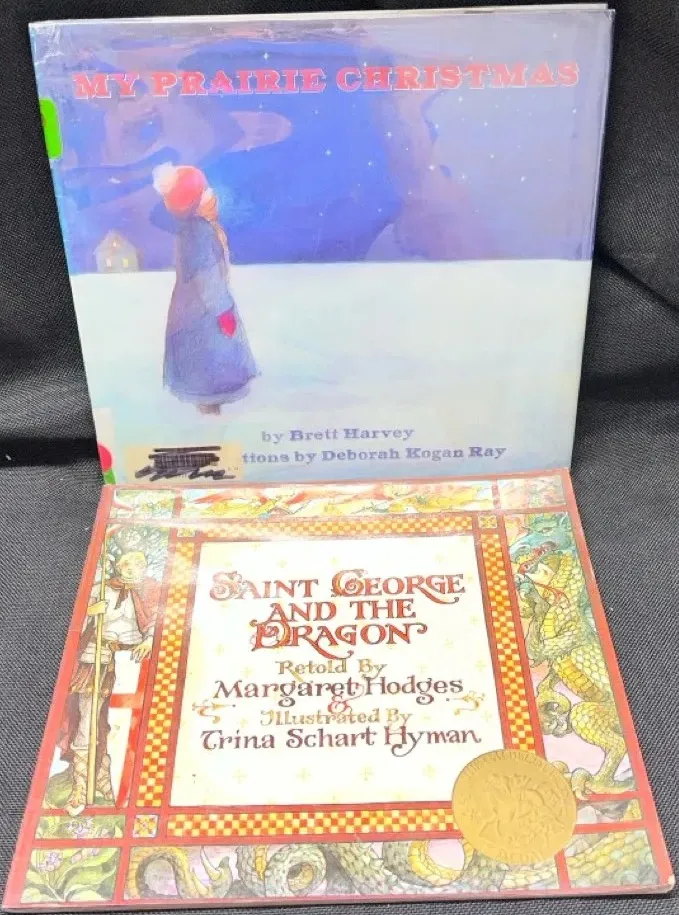 MY PRAIRIE CHRISTMAS
by Brett Harvey
tions by Deborah Kogan Ray
SAINT GEORGE
AND THE
DRAGON
Retold By
Margaret Hodges
&
Illustrated By
Trina Schart Hyman